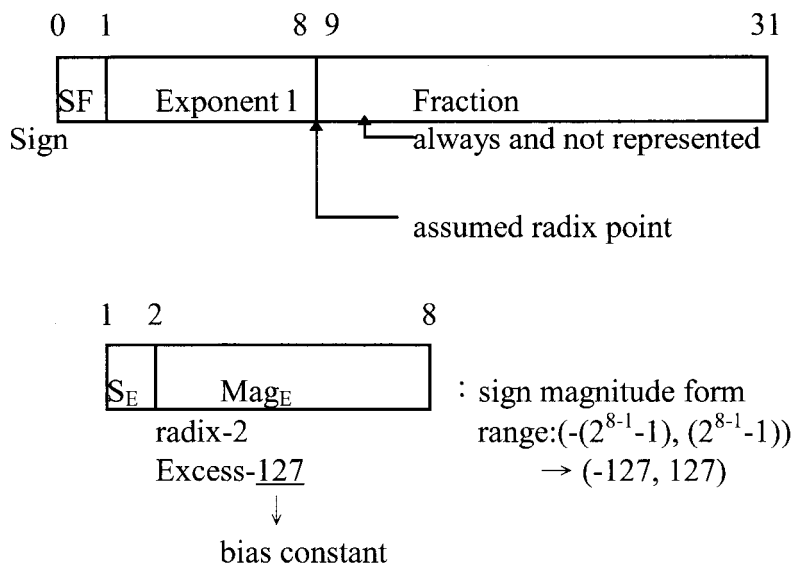 0 1 8 9 31
SF Exponent 1 Fraction
Sign
always and not represented
assumed radix point
1 2 8
S_E Mag_E : sign magnitude form
radix-2 range:(-(2^{8-1}-1), (2^{8-1}-1))
Excess-127 → (-127, 127)
↓
bias constant